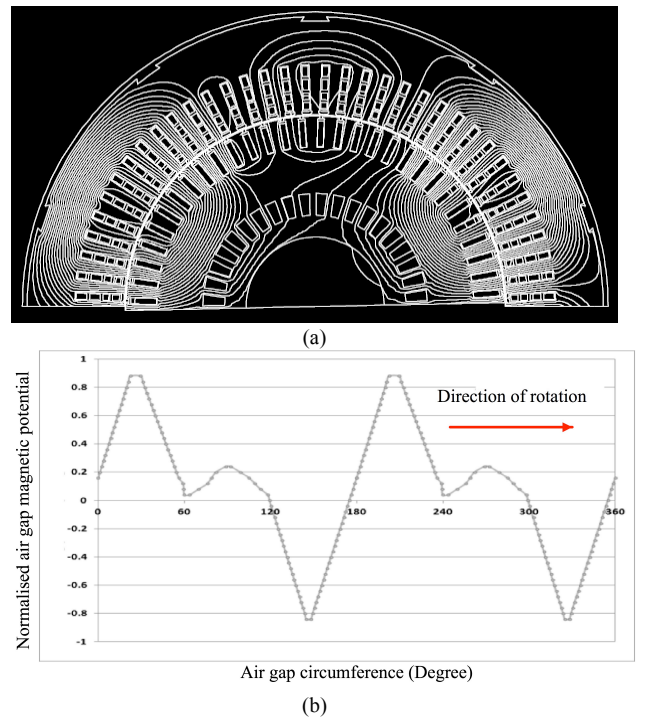 (a)
Normalised air gap magnetic potential
1
0.8
0.6
0.4
0.2
0
-0.2
-0.4
-0.6
-0.8
-1
Direction of rotation
0 60 120 180 240 300 360
Air gap circumference (Degree)
(b)